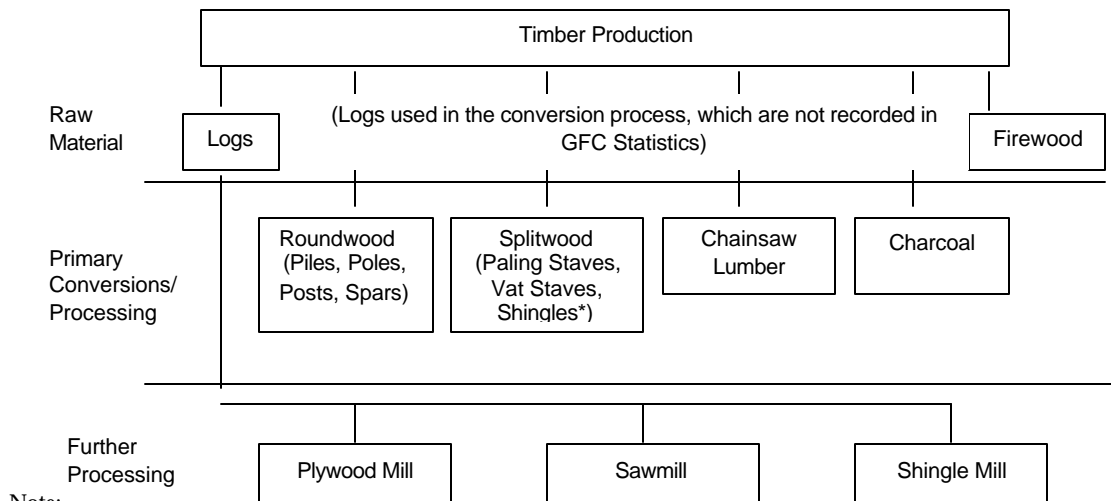 Timber Production
Raw
Material
Logs
(Logs used in the conversion process, which are not recorded in
GFC Statistics)
Firewood
Primary
Conversions/
Processing
Roundwood
(Piles, Poles,
Posts, Spars)
Splitwood
(Paling Staves,
Vat Staves,
Shingles*)
Chainsaw
Lumber
Charcoal
Further
Processing
Plywood Mill
Sawmill
Shingle Mill
Note: